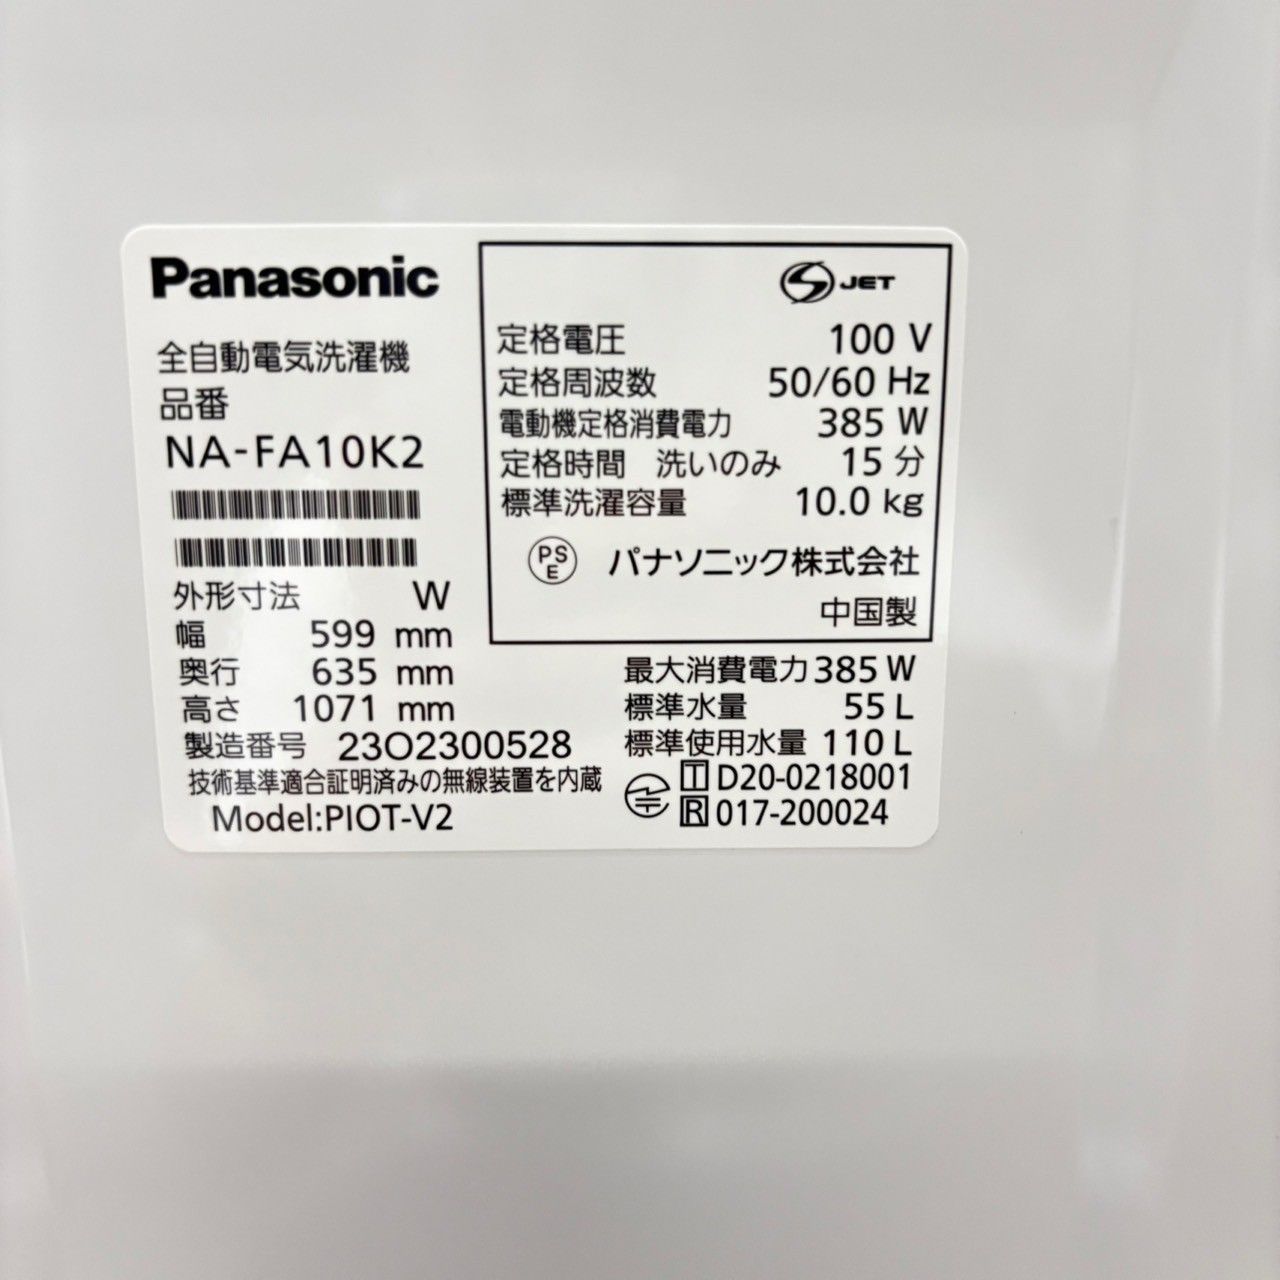 Panasonic
全自動電気洗濯機
品番
NA-FA10K2
外形寸法 W
幅 599 mm
奥行 635 mm
高さ 1071 mm
製造番号 23O2300528
技術基準適合証明済みの無線装置を内蔵
Model:PIOT-V2
S JET
定格電圧 100 V
定格周波数 50/60 Hz
電動機定格消費電力 385 W
定格時間 洗いのみ 15 分
標準洗濯容量 10.0 kg
PS
E
パナソニック株式会社
中国製
最大消費電力 385 W
標準水量 55 L
標準使用水量 110 L
T D20-0218001
R 017-200024